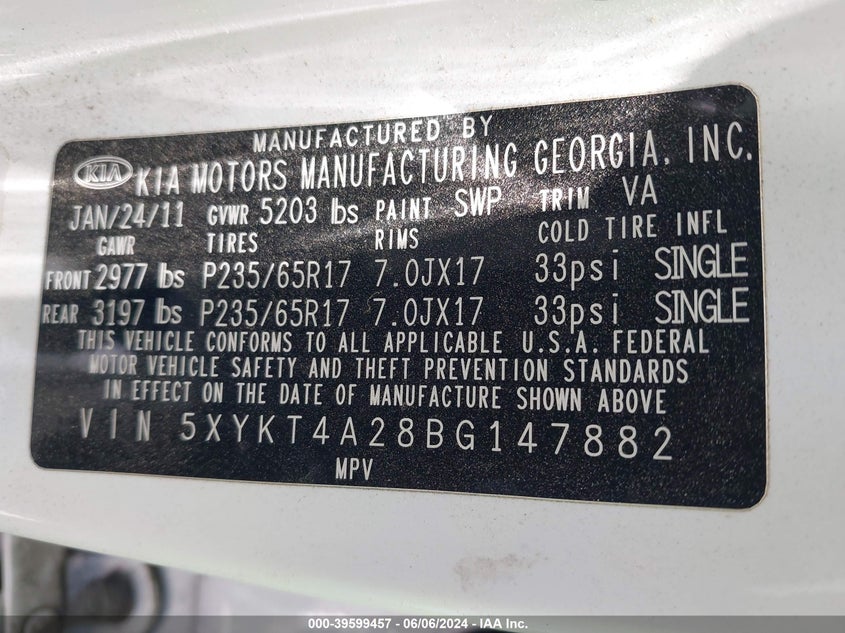 MANUFACTURED BY
KIA KIA MOTORS MANUFACTURING GEORGIA, INC.
JAN/24/11 GVWR 5203 lbs PAINT SWP TRIM VA
GAWR TIRES RIMS COLD TIRE INFL
FRONT 2977 lbs P235/65R17 7.0JX17 33psi SINGLE
REAR 3197 lbs P235/65R17 7.0JX17 33psi SINGLE
THIS VEHICLE CONFORMS TO ALL APPLICABLE U.S.A. FEDERAL
MOTOR VEHICLE SAFETY AND THEFT PREVENTION STANDARDS
IN EFFECT ON THE DATE OF MANUFACTURE SHOWN ABOVE
VIN 5XYKT4A28BG147882
MPV
000-39599457 - 06/06/2024 - IAA Inc.